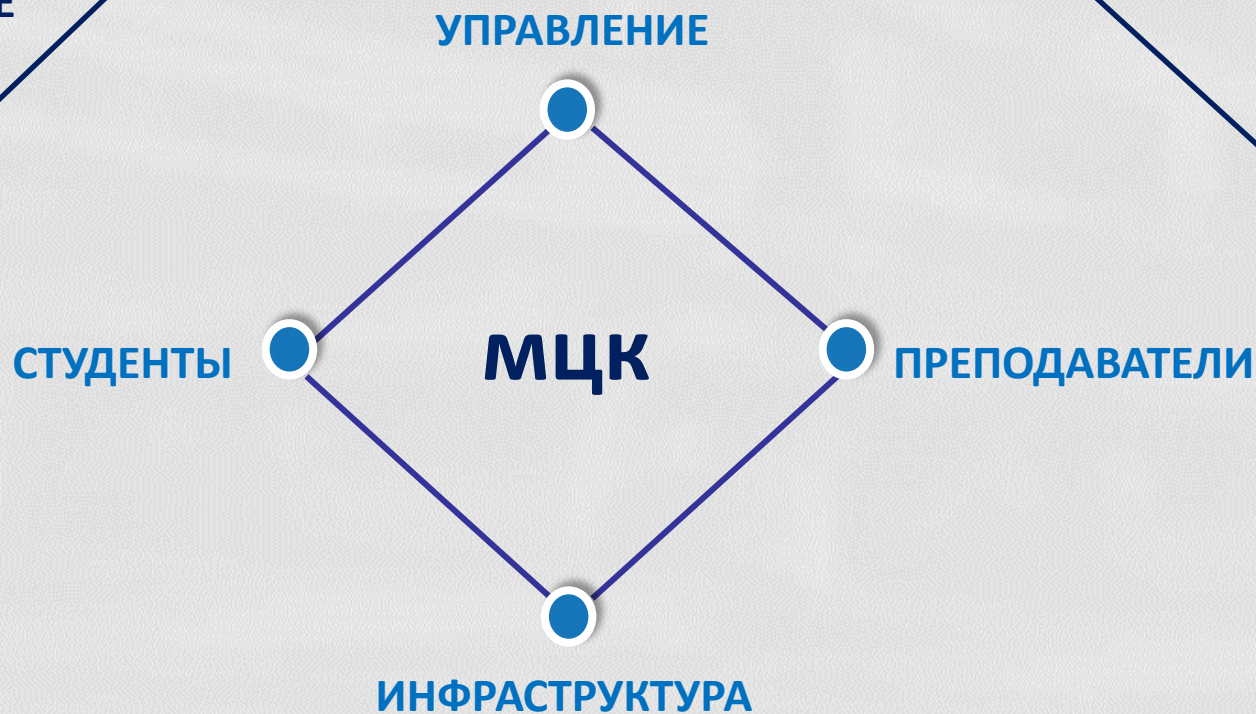 УПРАВЛЕНИЕ
СТУДЕНТЫ
МЦК
ПРЕПОДАВАТЕЛИ
ИНФРАСТРУКТУРА